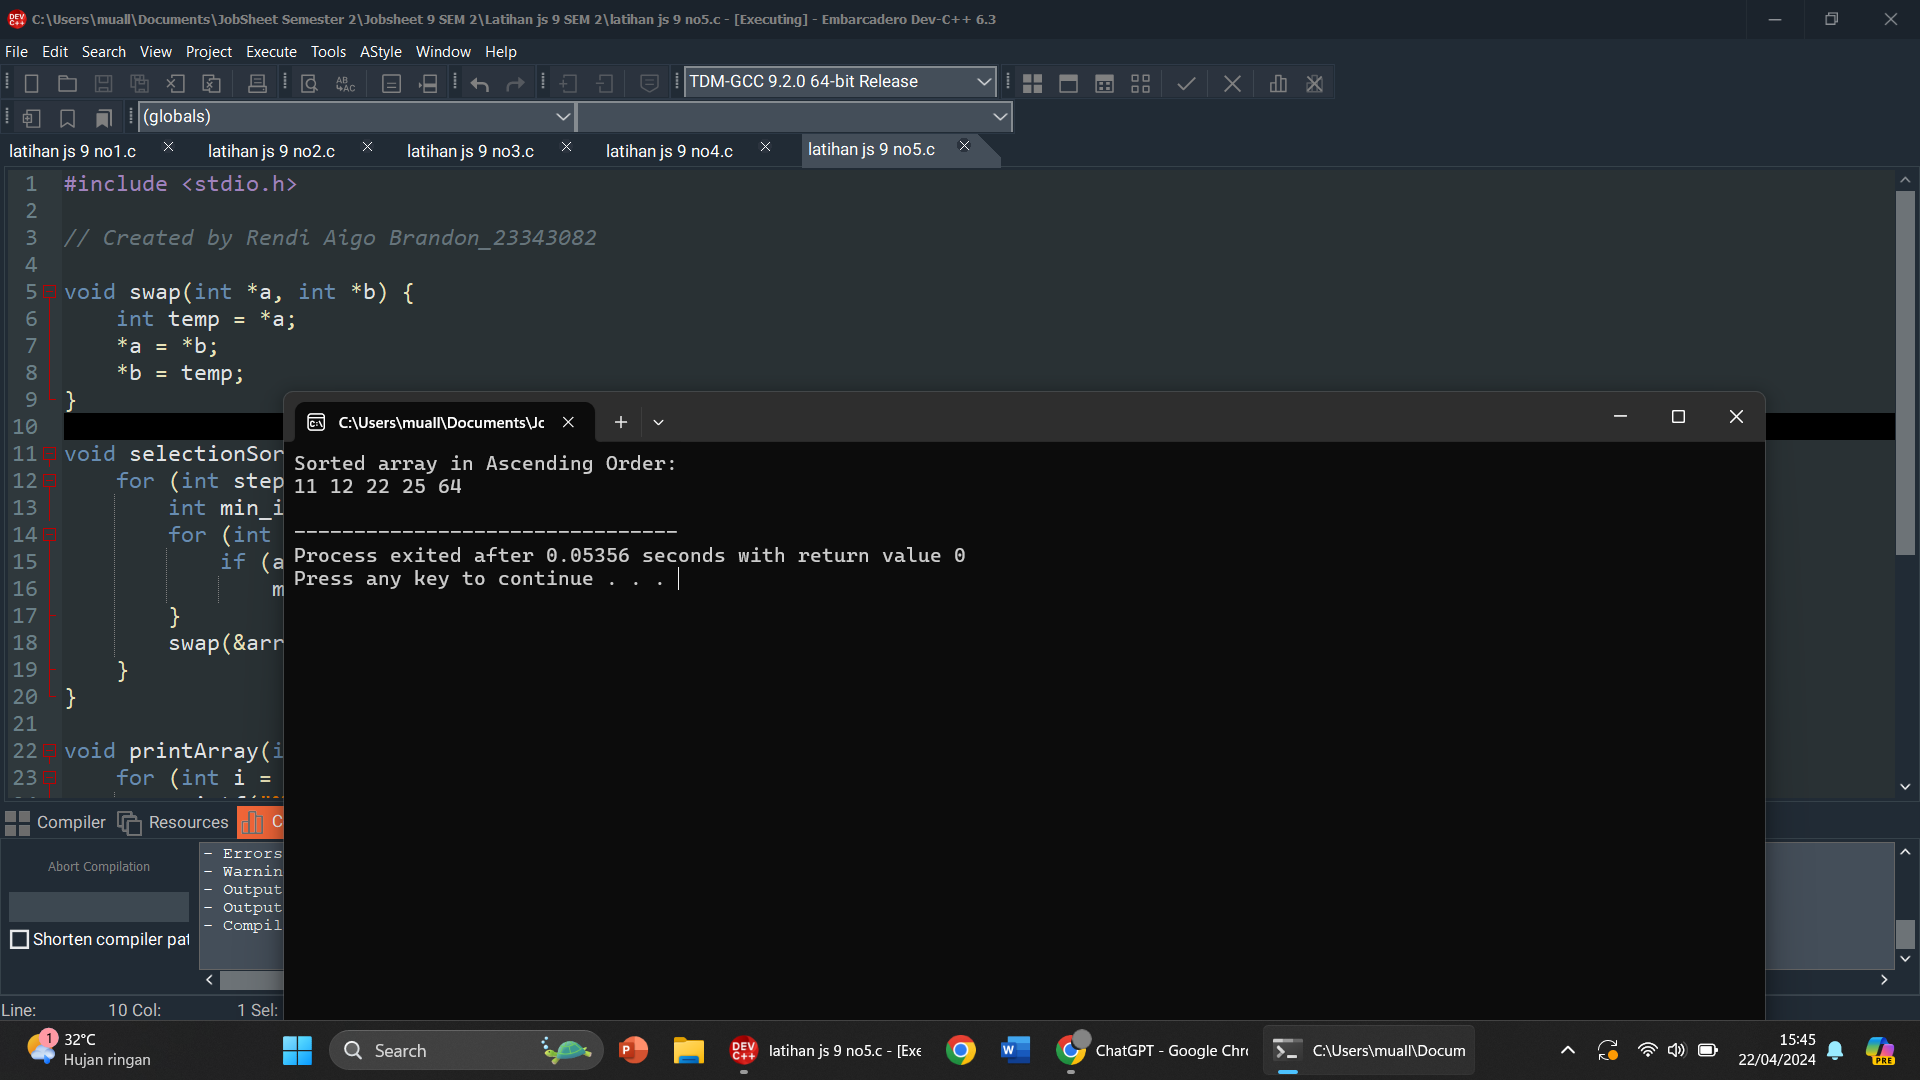 C:\Users\muall\Documents\JobSheet Semester 2\Jobsheet 9 SEM 2\Latihan js 9 SEM 2\latihan js 9 no5.c - [Executing] - Embarcadero Dev-C++ 6.3
File Edit Search View Project Execute Tools AStyle Window Help
TDM-GCC 9.2.0 64-bit Release
(globals)
latihan js 9 no1.c latihan js 9 no2.c latihan js 9 no3.c latihan js 9 no4.c latihan js 9 no5.c
1 #include <stdio.h>
2
3 // Created by Rendi Aigo Brandon_23343082
4
5 void swap(int *a, int *b) {
6 int temp = *a;
7 *a = *b;
8 *b = temp;
9 }
10
11 void selectionSor
12 for (int step
13 int min_i
14 for (int
15 if (a
16 m
17 }
18 swap(&arr
19 }
20 }
21
22 void printArray(i
23 for (int i =
C:\Users\muall\Documents\Jc
Sorted array in Ascending Order:
11 12 22 25 64
--------------------------------
Process exited after 0.05356 seconds with return value 0
Press any key to continue . . .
Compiler Resources C
Abort Compilation
Shorten compiler pat
- Errors
- Warnin
- Output
- Output
- Compil
Line: 10 Col: 1 Sel:
1 32°C
Hujan ringan
Search
latihan js 9 no5.c - [Exe
ChatGPT - Google Chr
C:\Users\muall\Docum
15:45
22/04/2024
PRE